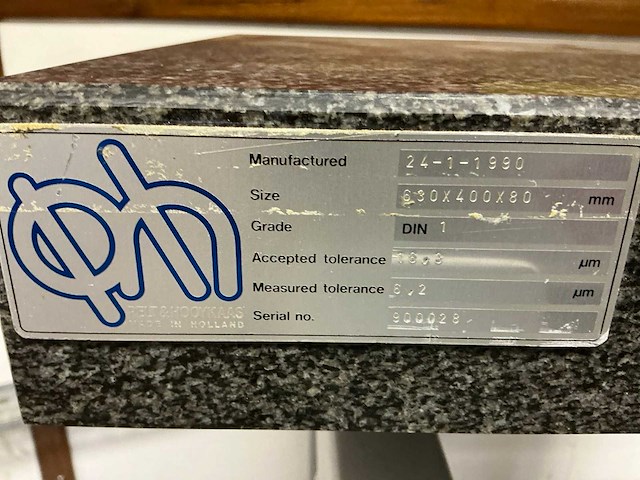 Manufactured 24-1-1990
Size 630X400X80 mm
Grade DIN 1
Accepted tolerance µm
Measured tolerance 6,2 µm
Serial no. 900028
HOOYKAAS
MADE IN HOLLAND